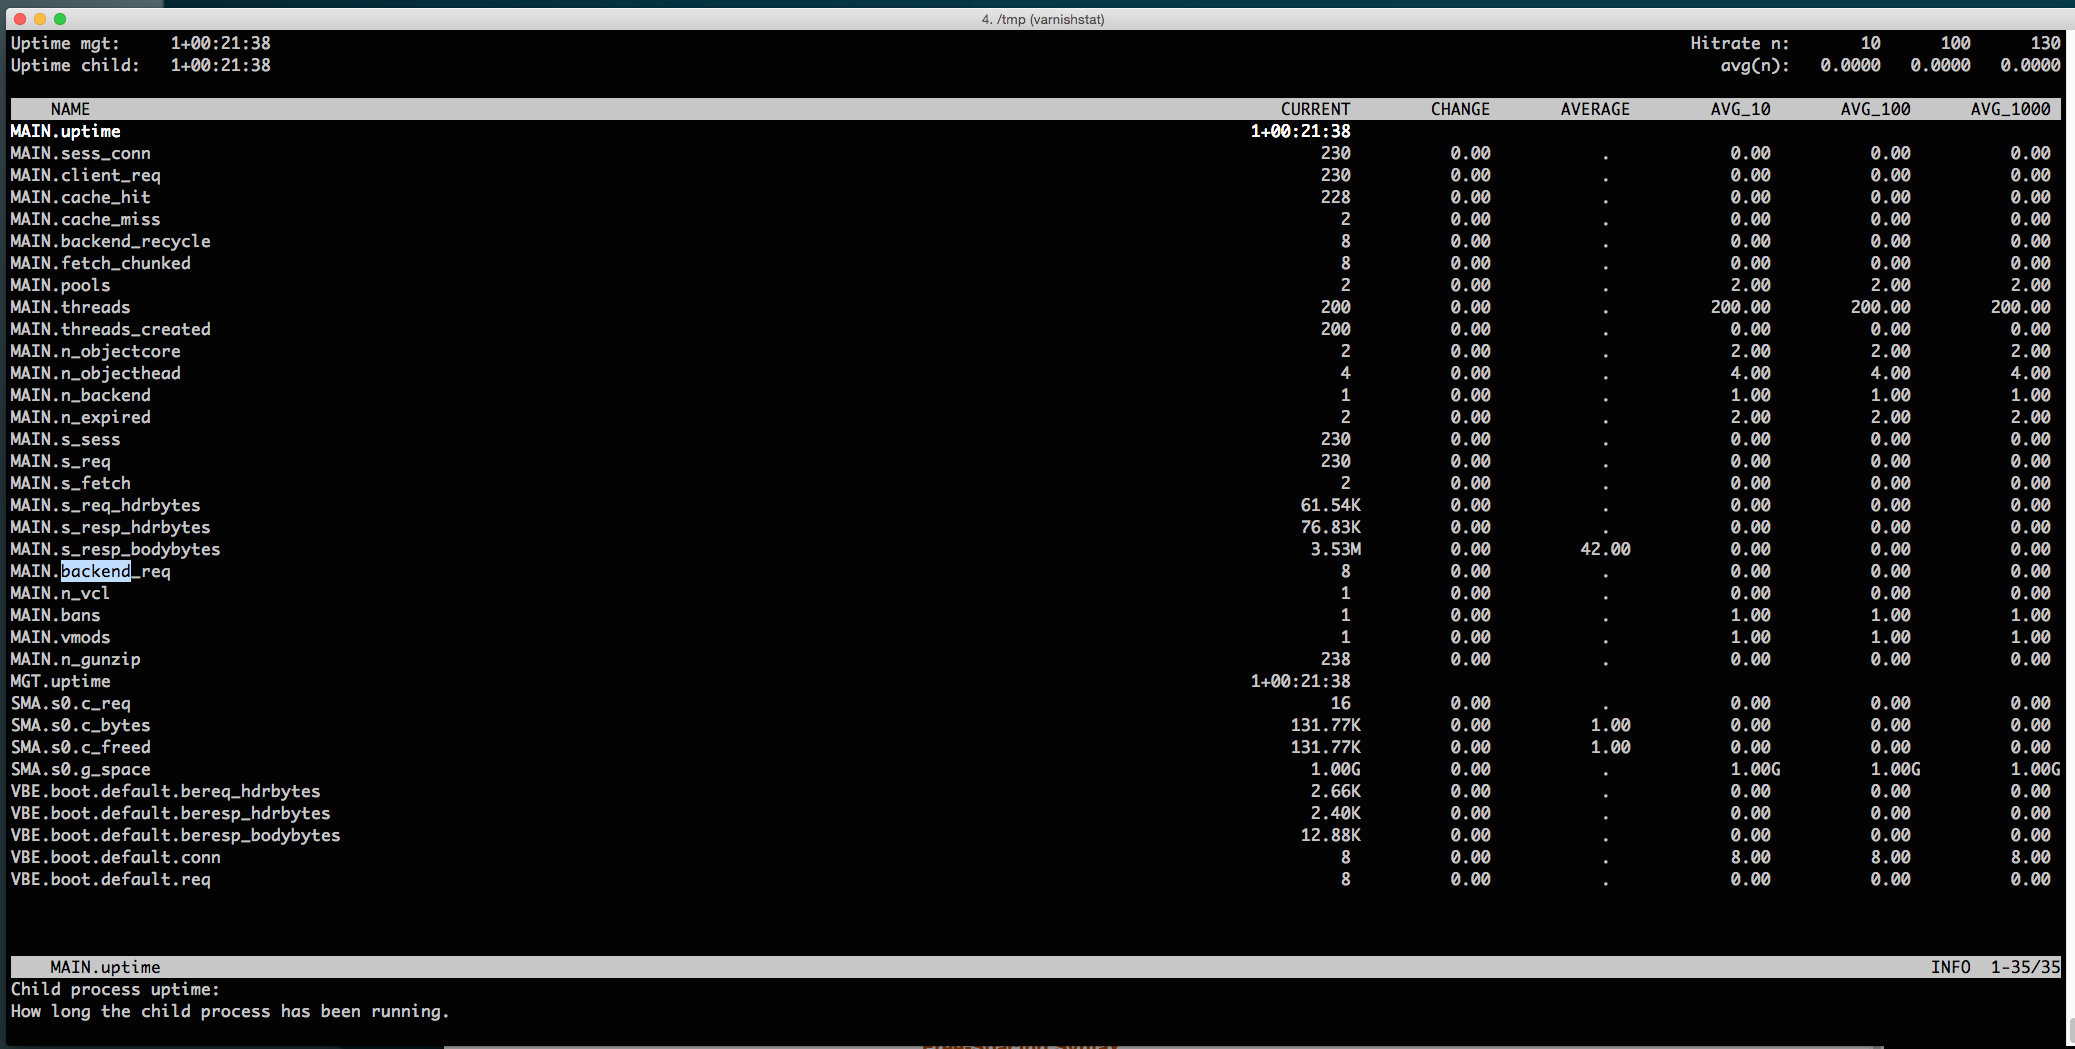 4. /tmp (varnishstat)
Uptime mgt: 1+00:21:38 Hitrate n: 10 100 130
Uptime child: 1+00:21:38 avg(n): 0.0000 0.0000 0.0000
NAME CURRENT CHANGE AVERAGE AVG_10 AVG_100 AVG_1000
MAIN.uptime 1+00:21:38
MAIN.sess_conn 230 0.00 . 0.00 0.00 0.00
MAIN.client_req 230 0.00 . 0.00 0.00 0.00
MAIN.cache_hit 228 0.00 . 0.00 0.00 0.00
MAIN.cache_miss 2 0.00 . 0.00 0.00 0.00
MAIN.backend_recycle 8 0.00 . 0.00 0.00 0.00
MAIN.fetch_chunked 8 0.00 . 0.00 0.00 0.00
MAIN.pools 2 0.00 . 2.00 2.00 2.00
MAIN.threads 200 0.00 . 200.00 200.00 200.00
MAIN.threads_created 200 0.00 . 0.00 0.00 0.00
MAIN.n_objectcore 2 0.00 . 2.00 2.00 2.00
MAIN.n_objecthead 4 0.00 . 4.00 4.00 4.00
MAIN.n_backend 1 0.00 . 1.00 1.00 1.00
MAIN.n_expired 2 0.00 . 2.00 2.00 2.00
MAIN.s_sess 230 0.00 . 0.00 0.00 0.00
MAIN.s_req 230 0.00 . 0.00 0.00 0.00
MAIN.s_fetch 2 0.00 . 0.00 0.00 0.00
MAIN.s_req_hdrbytes 61.54K 0.00 . 0.00 0.00 0.00
MAIN.s_resp_hdrbytes 76.83K 0.00 . 0.00 0.00 0.00
MAIN.s_resp_bodybytes 3.53M 0.00 42.00 0.00 0.00 0.00
MAIN.backend_req 8 0.00 . 0.00 0.00 0.00
MAIN.n_vcl 1 0.00 . 0.00 0.00 0.00
MAIN.bans 1 0.00 . 1.00 1.00 1.00
MAIN.vmods 1 0.00 . 1.00 1.00 1.00
MAIN.n_gunzip 238 0.00 . 0.00 0.00 0.00
MGT.uptime 1+00:21:38
SMA.s0.c_req 16 0.00 . 0.00 0.00 0.00
SMA.s0.c_bytes 131.77K 0.00 1.00 0.00 0.00 0.00
SMA.s0.c_freed 131.77K 0.00 1.00 0.00 0.00 0.00
SMA.s0.g_space 1.00G 0.00 . 1.00G 1.00G 1.00G
VBE.boot.default.bereq_hdrbytes 2.66K 0.00 . 0.00 0.00 0.00
VBE.boot.default.beresp_hdrbytes 2.40K 0.00 . 0.00 0.00 0.00
VBE.boot.default.beresp_bodybytes 12.88K 0.00 . 0.00 0.00 0.00
VBE.boot.default.conn 8 0.00 . 8.00 8.00 8.00
VBE.boot.default.req 8 0.00 . 0.00 0.00 0.00
MAIN.uptime INFO 1-35/35
Child process uptime:
How long the child process has been running.